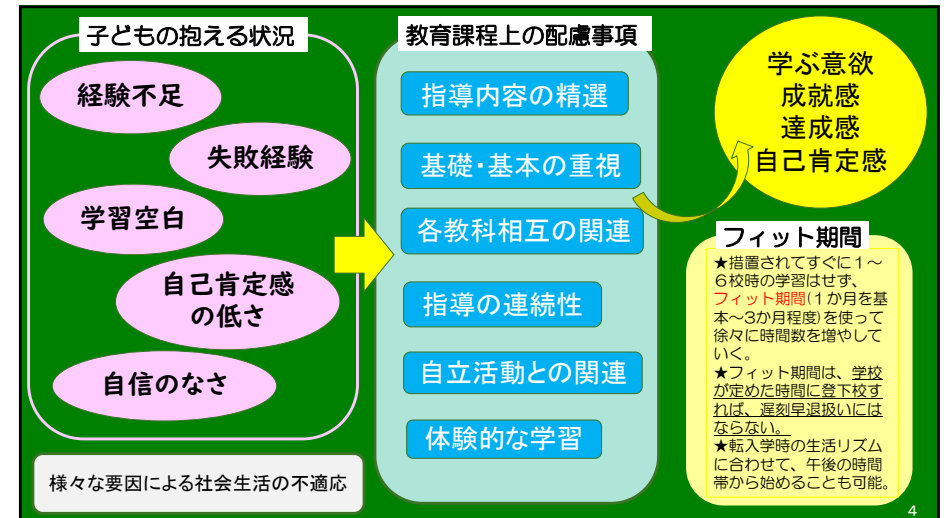 子どもの抱える状況
経験不足
失敗経験
学習空白
自己肯定感
の低さ
自信のなさ
様々な要因による社会生活の不適応
教育課程上の配慮事項
指導内容の精選
基礎・基本の重視
各教科相互の関連
指導の連続性
自立活動との関連
体験的な学習
学ぶ意欲
成就感
達成感
自己肯定感
フィット期間
★措置されてすぐに１～
６校時の学習はせず、
フィット期間(１か月を基
本～3か月程度)を使って
徐々に時間数を増やして
いく。
★フィット期間は、学校
が定めた時間に登下校す
れば、遅刻早退扱いには
ならない。
★転入学時の生活リズム
に合わせて、午後の時間
帯から始めることも可能。
4